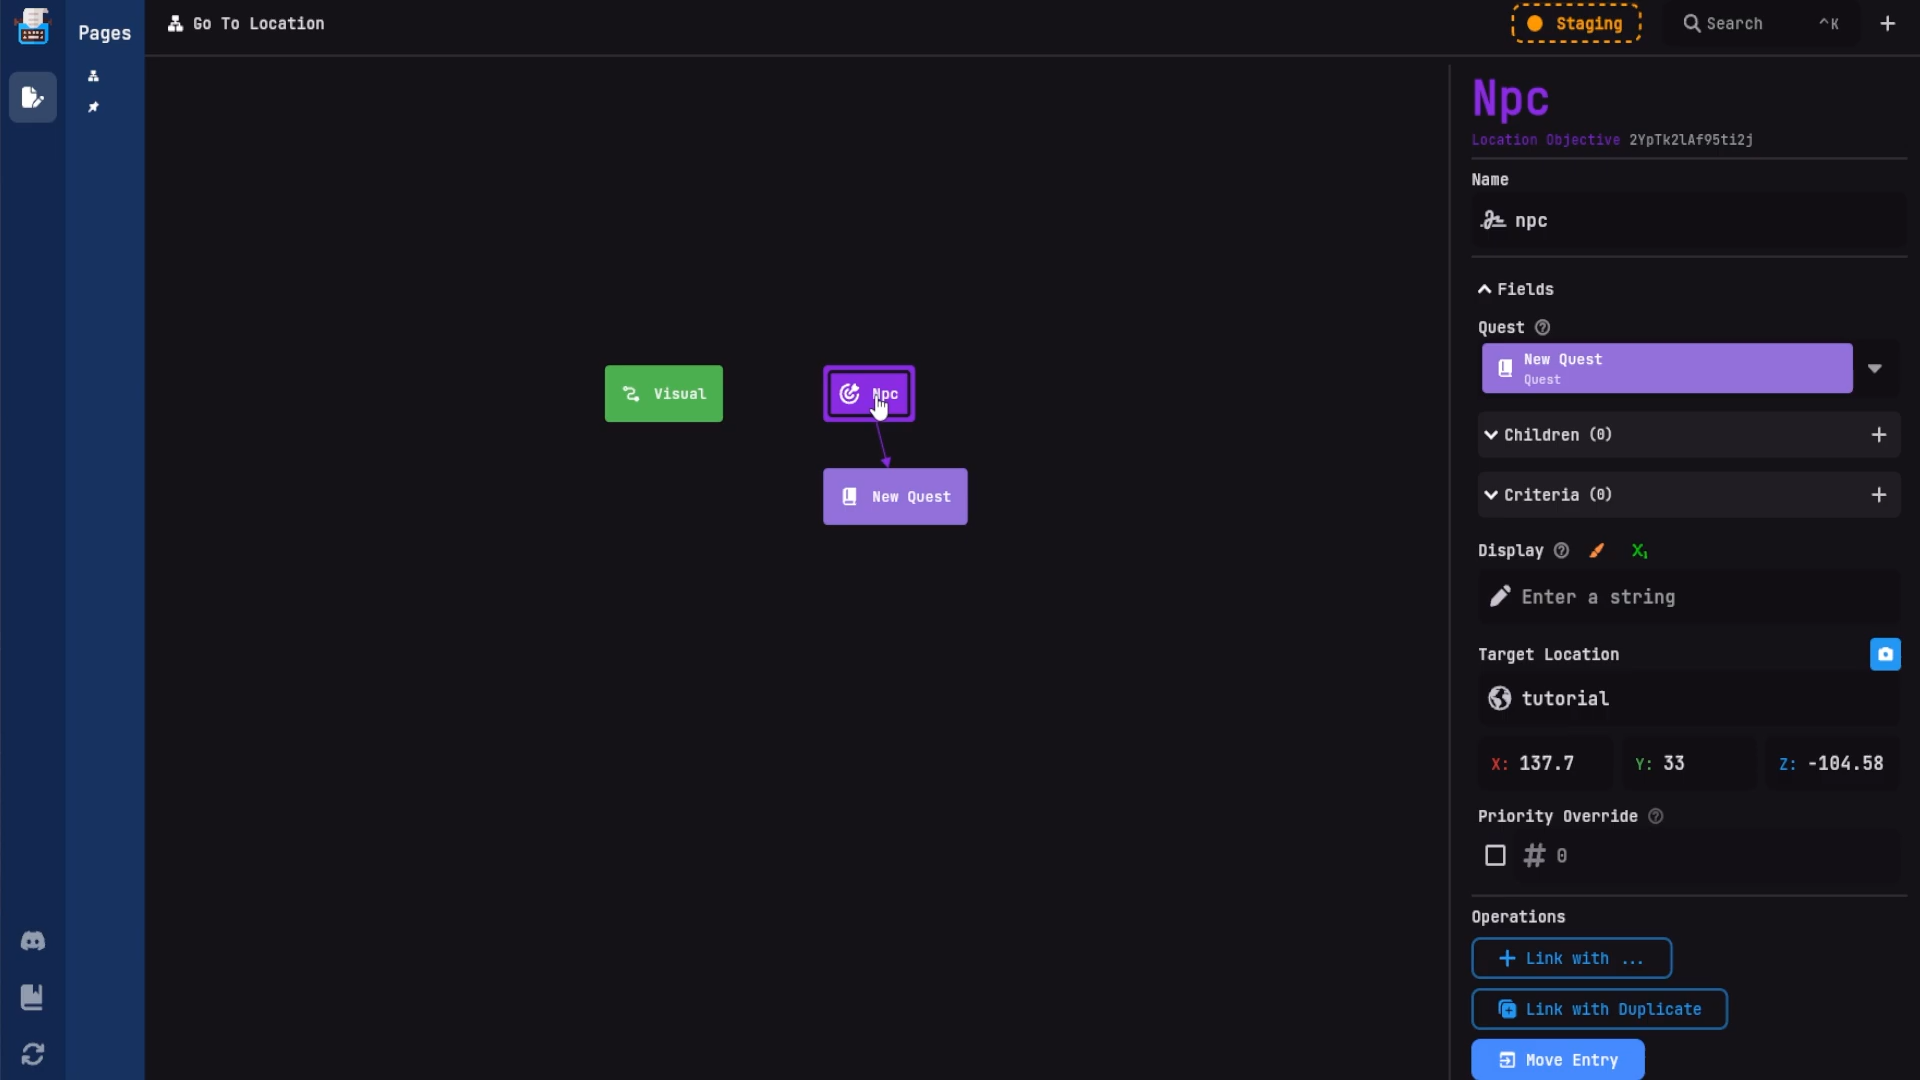 Pages
Go To Location
Staging
Search
^K
Visual
Npc
New Quest
Npc
Location Objective 2YpTk2lAf95ti2j
Name
npc
Fields
Quest
New Quest
Quest
Children (0)
Criteria (0)
Display
Enter a string
Target Location
tutorial
X: 137.7 Y: 33 Z: -104.58
Priority Override
0
Operations
Link with ...
Link with Duplicate
Move Entry